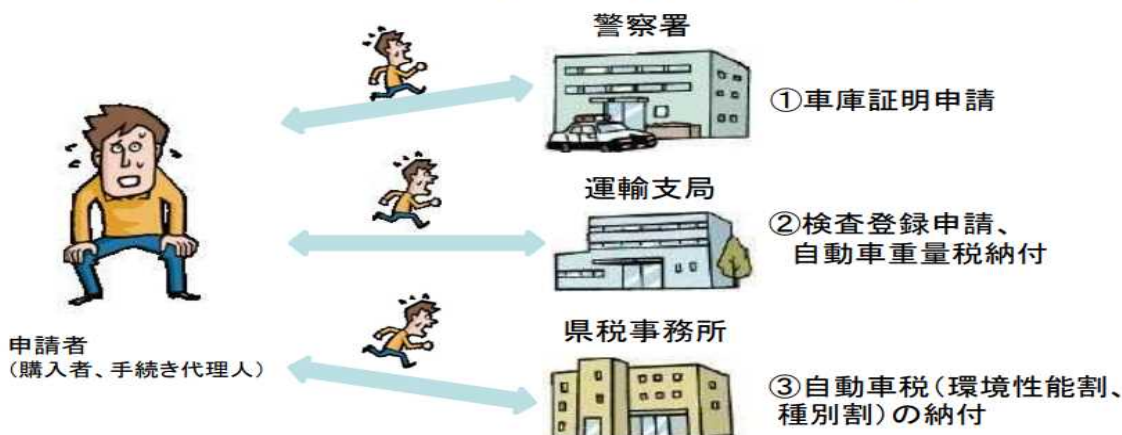 警察署
①車庫証明申請
運輸支局
②検査登録申請、
自動車重量税納付
県税事務所
申請者
(購入者、手続き代理人)
③自動車税(環境性能割、
種別割)の納付